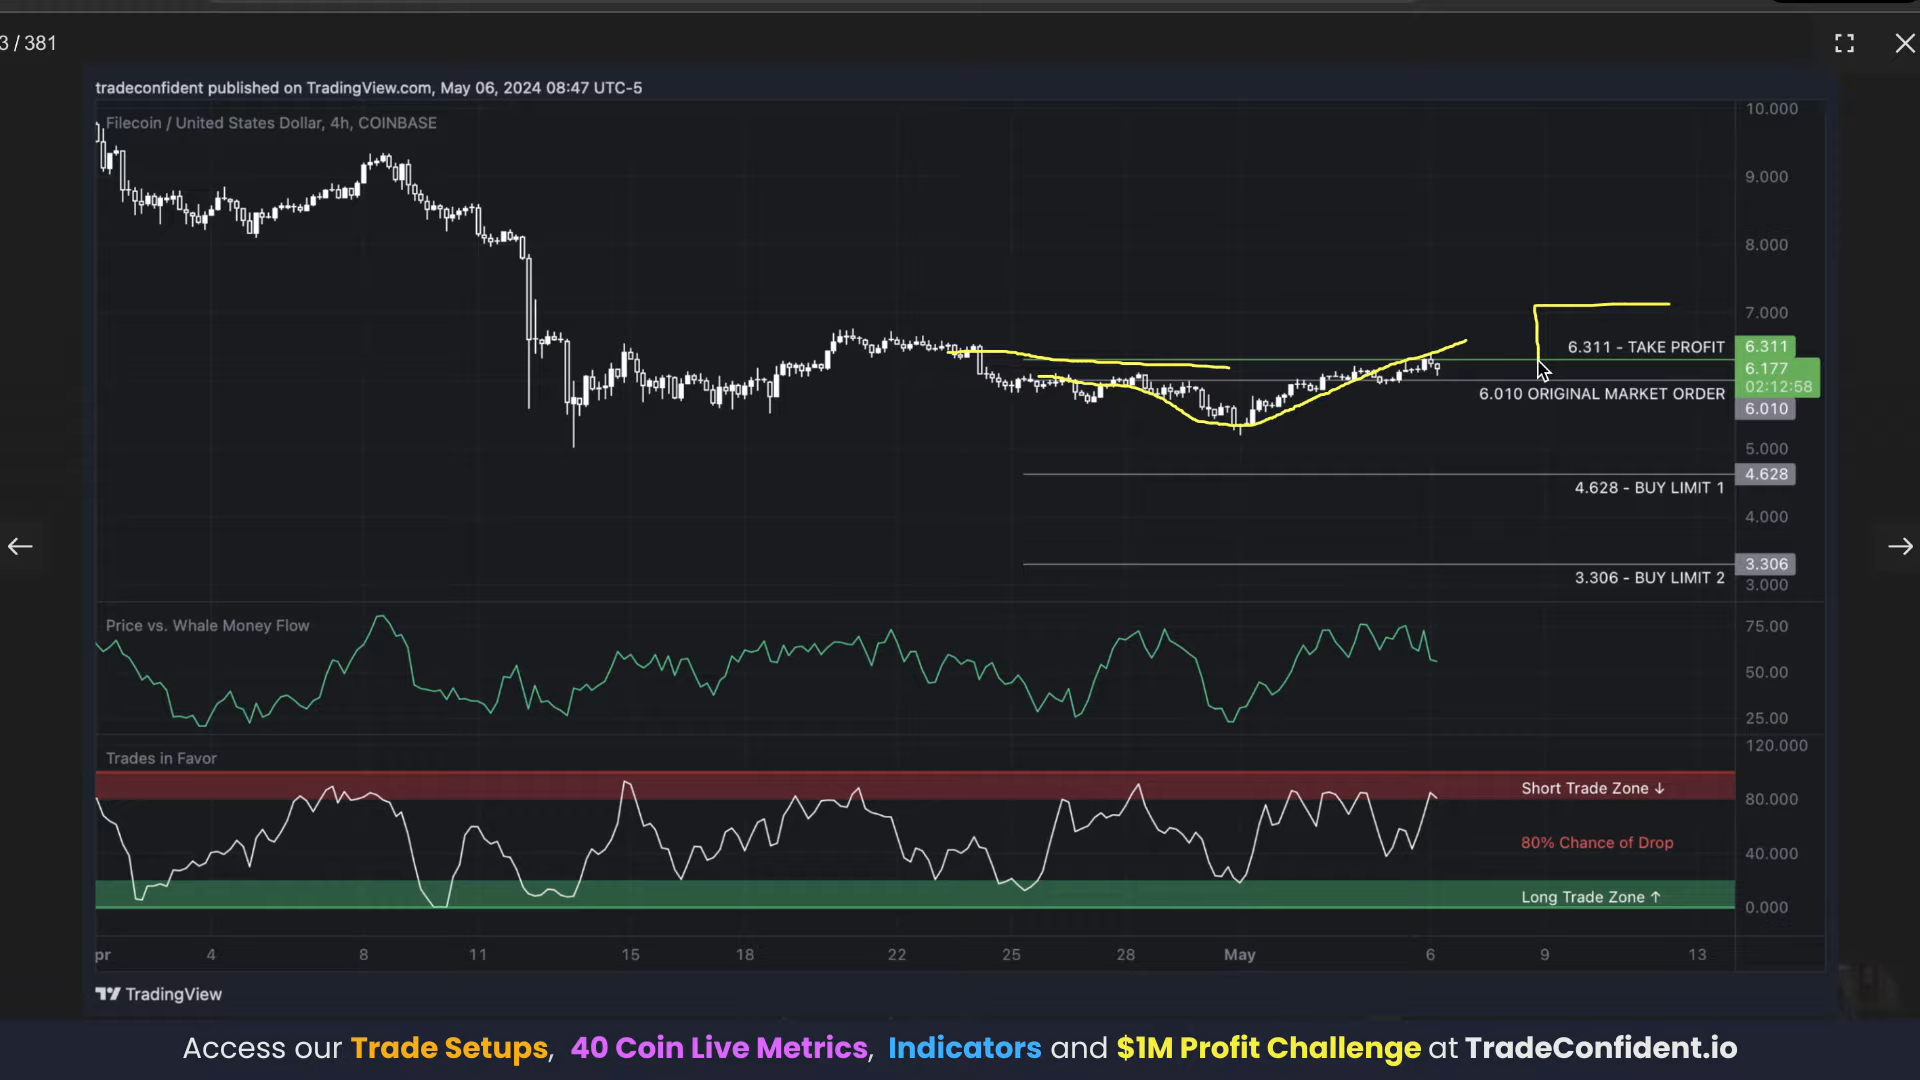 3 / 381
tradeconfident published on TradingView.com, May 06, 2024 08:47 UTC-5
Filecoin / United States Dollar, 4h, COINBASE
10.000
9.000
8.000
7.000
6.311 - TAKE PROFIT
6.311
6.177
02:12:58
6.010 ORIGINAL MARKET ORDER
6.010
5.000
4.628
4.628 - BUY LIMIT 1
4.000
3.306
3.306 - BUY LIMIT 2
3.000
Price vs. Whale Money Flow
75.00
50.00
25.00
120.000
Trades in Favor
Short Trade Zone ↓
80.000
80% Chance of Drop
40.000
Long Trade Zone ↑
0.000
pr 4 8 11 15 18 22 25 28 May 6 9 13
TradingView
Access our Trade Setups, 40 Coin Live Metrics, Indicators and $1M Profit Challenge at TradeConfident.io